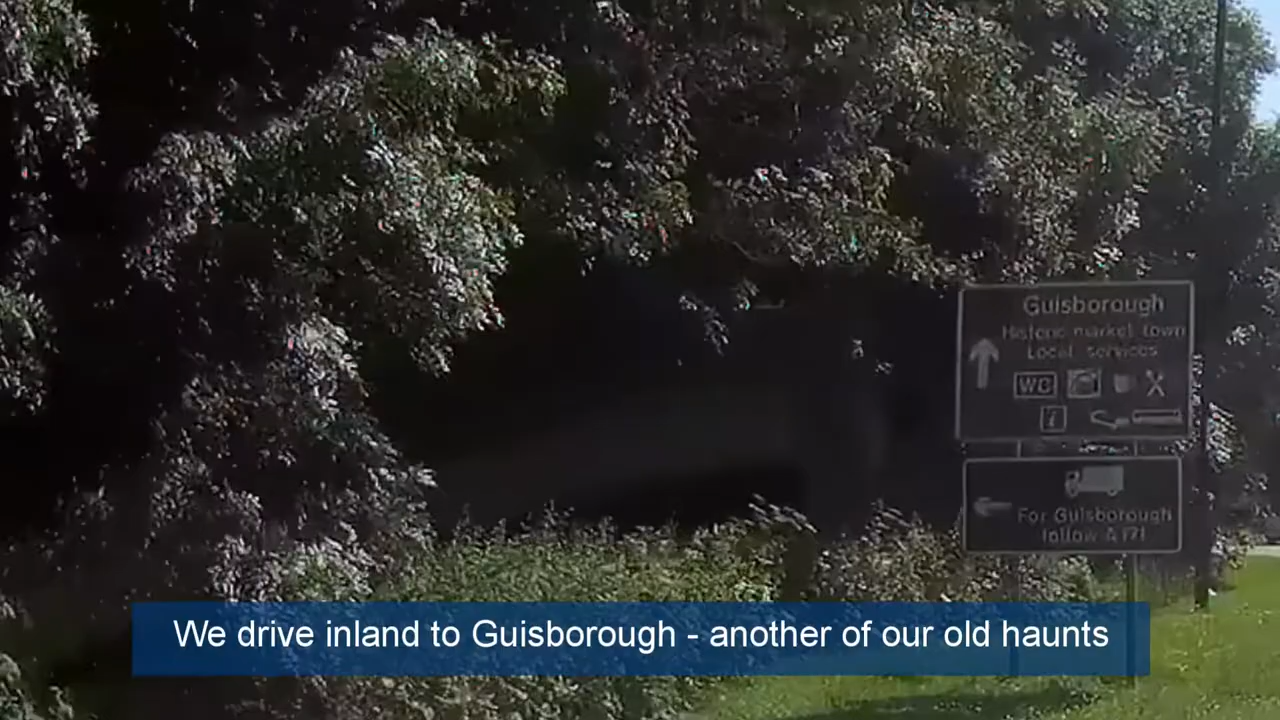 Guisborough
Historic market town
Local services
WC
i
For Guisborough
follow A171
We drive inland to Guisborough - another of our old haunts